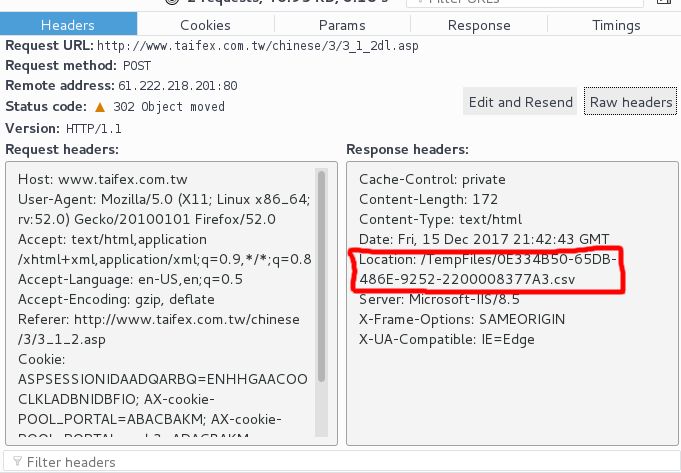 2 requests,
Filter URLs
Headers
Cookies
Params
Response
Timings
Request URL: http://www.taifex.com.tw/chinese/3/3_1_2dl.asp
Request method: POST
Remote address: 61.222.218.201:80
Status code: ▲ 302 Object moved
Edit and Resend
Raw headers
Version: HTTP/1.1
Request headers:
Host: www.taifex.com.tw
User-Agent: Mozilla/5.0 (X11; Linux x86_64;
rv:52.0) Gecko/20100101 Firefox/52.0
Accept: text/html,application
/xhtml+xml,application/xml;q=0.9,*/*;q=0.8
Accept-Language: en-US,en;q=0.5
Accept-Encoding: gzip, deflate
Referer: http://www.taifex.com.tw/chinese
/3/3_1_2.asp
Cookie:
ASPSESSIONIDAADQARBQ=ENHHGAACOO
CLKLADBNIDBFIO; AX-cookie-
POOL_PORTAL=ABACBAKM; AX-cookie-
Response headers:
Cache-Control: private
Content-Length: 172
Content-Type: text/html
Date: Fri, 15 Dec 2017 21:42:43 GMT
Location: /TempFiles/0E334B50-65DB-
486E-9252-2200008377A3.csv
Server: Microsoft-IIS/8.5
X-Frame-Options: SAMEORIGIN
X-UA-Compatible: IE=Edge
Filter headers